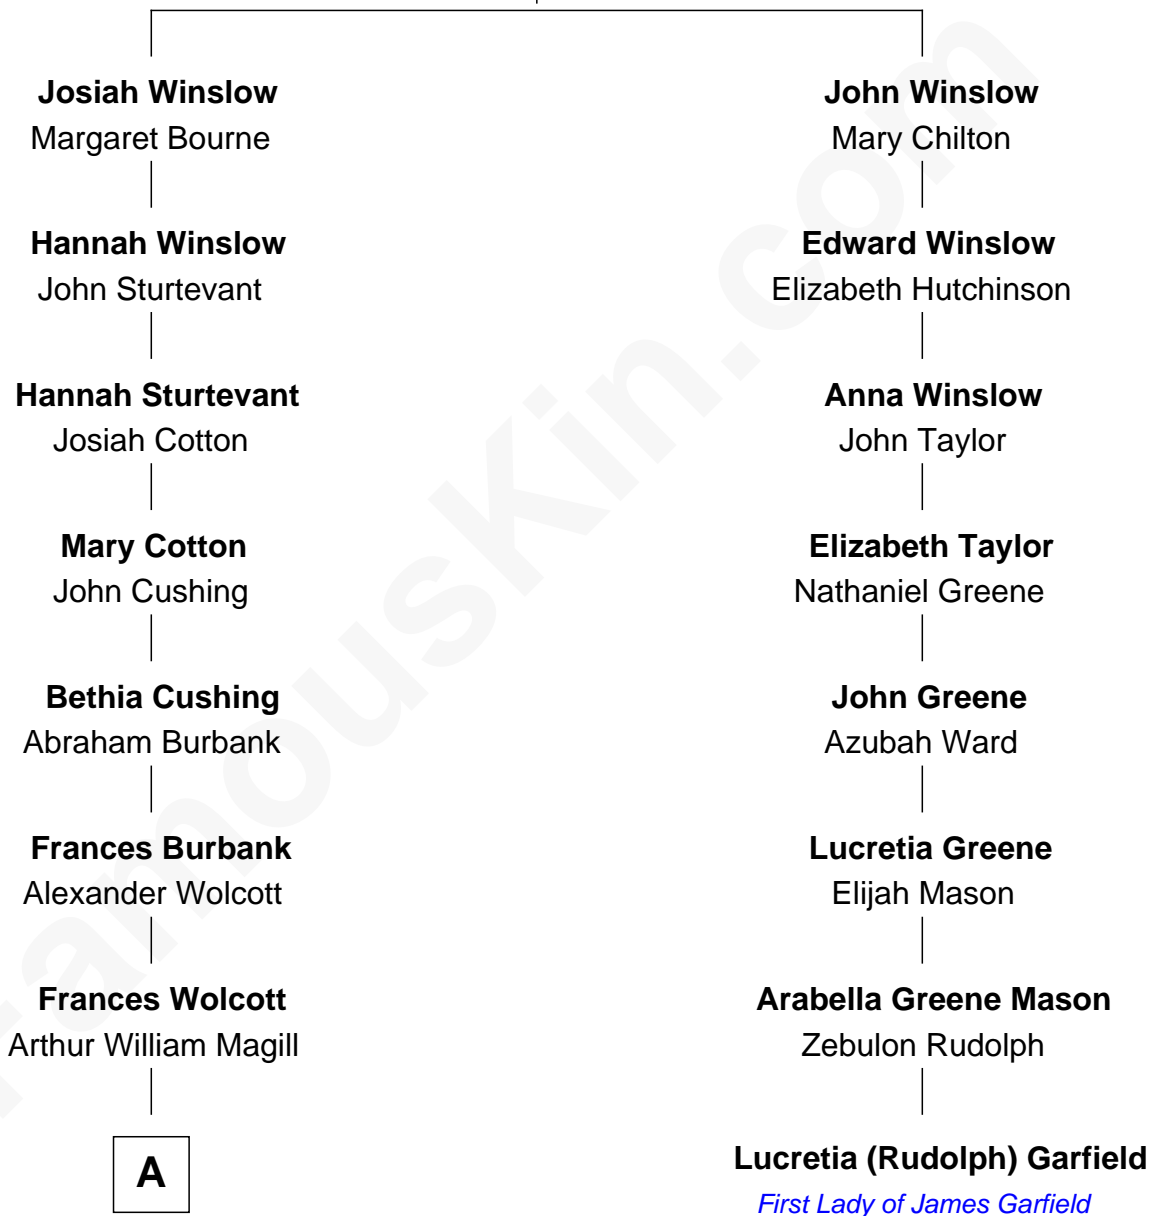 Josiah Winslow
Margaret Bourne
Hannah Winslow
John Sturtevant
Hannah Sturtevant
Josiah Cotton
Mary Cotton
John Cushing
Bethia Cushing
Abraham Burbank
Frances Burbank
Alexander Wolcott
Frances Wolcott
Arthur William Magill
A
John Winslow
Mary Chilton
Edward Winslow
Elizabeth Hutchinson
Anna Winslow
John Taylor
Elizabeth Taylor
Nathaniel Greene
John Greene
Azubah Ward
Lucretia Greene
Elijah Mason
Arabella Greene Mason
Zebulon Rudolph
Lucretia (Rudolph) Garfield
First Lady of James Garfield
FamousKin.com